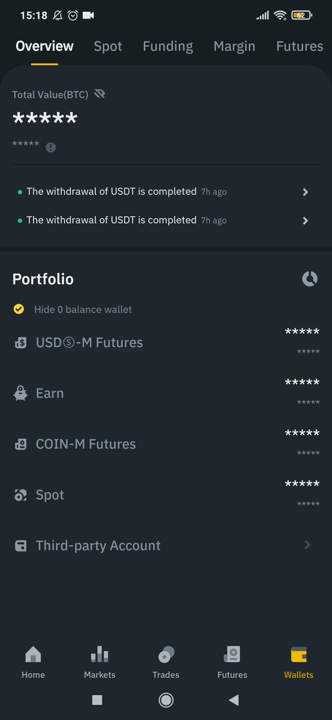 15:18
62
Overview Spot Funding Margin Futures
Total Value(BTC)
*****
*****
The withdrawal of USDT is completed 7h ago
The withdrawal of USDT is completed 7h ago
Portfolio
Hide 0 balance wallet
USDⓈ-M Futures *****
*****
Earn *****
*****
COIN-M Futures *****
*****
Spot *****
*****
Third-party Account
Home Markets Trades Futures Wallets